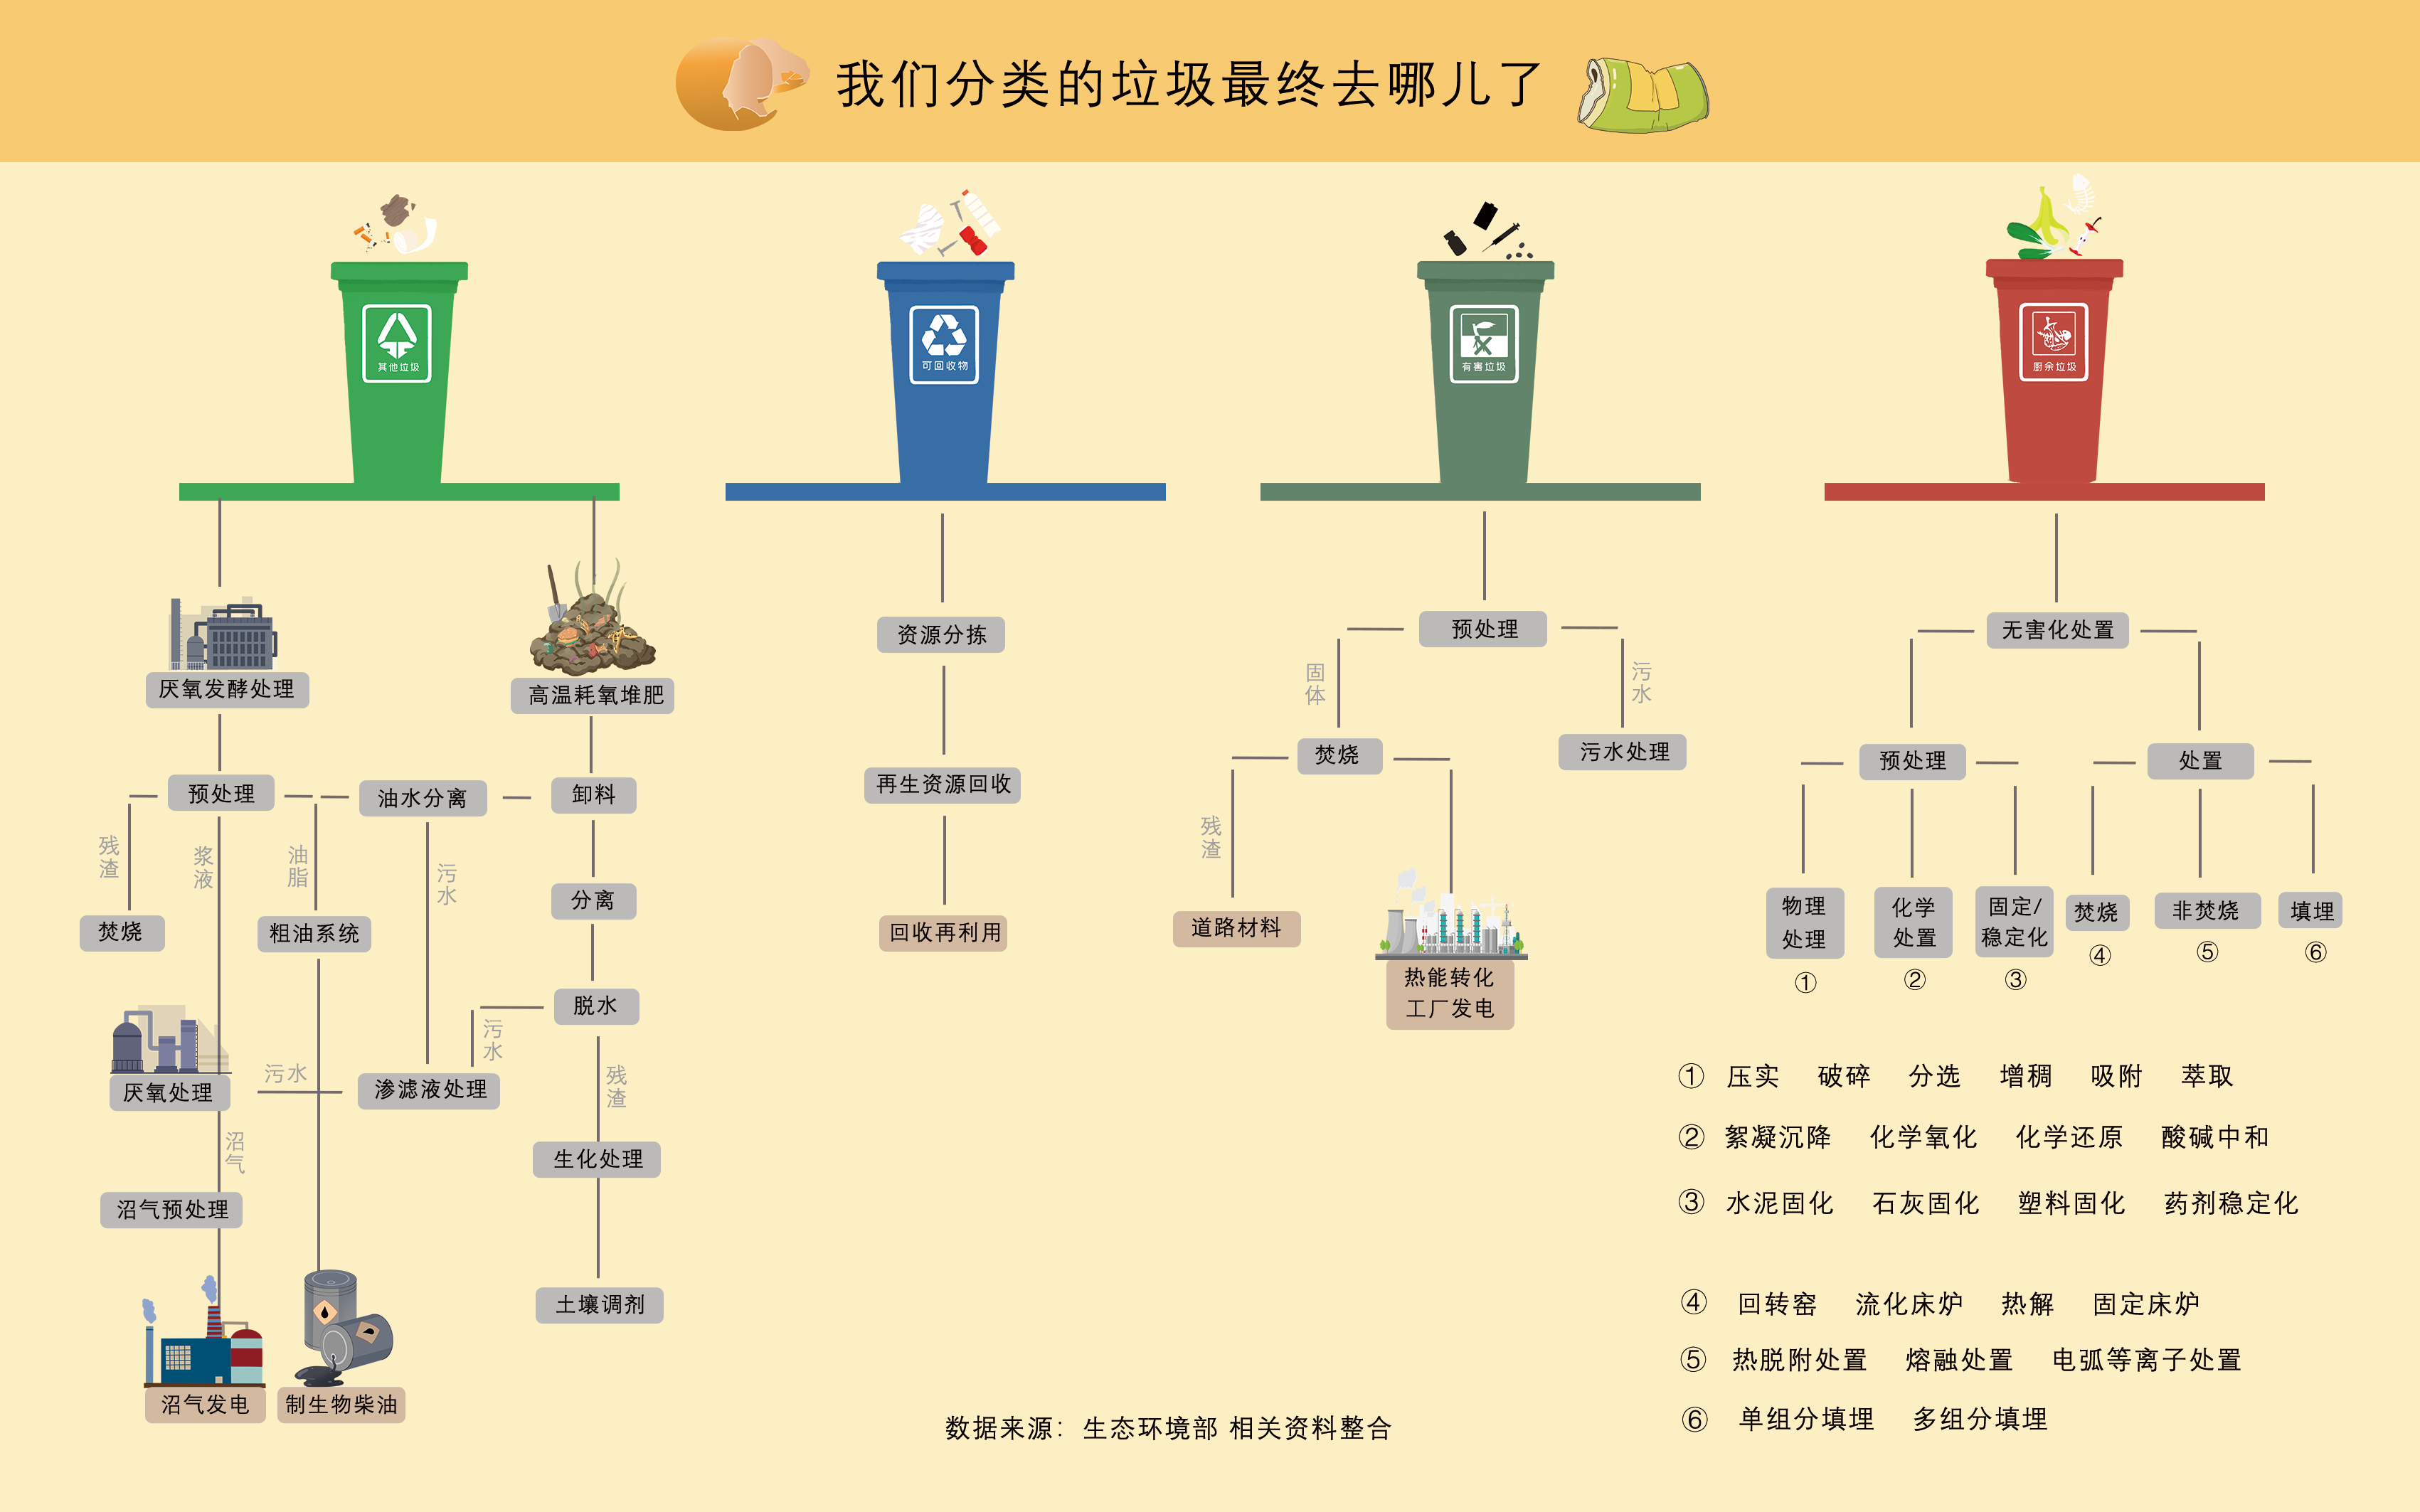 我们分类的垃圾最终去哪儿了
其他垃圾
可回收物
有害垃圾
厨余垃圾
厌氧发酵处理
高温耗氧堆肥
预处理
油水分离
卸料
残渣
浆液
油脂
污水
焚烧
粗油系统
分离
脱水
污水
厌氧处理
污水
渗滤液处理
残渣
沼气
生化处理
沼气预处理
土壤调剂
沼气发电
制生物柴油
资源分拣
再生资源回收
回收再利用
预处理
固体
污水
焚烧
污水处理
残渣
道路材料
热能转化
工厂发电
无害化处置
预处理
处置
物理
处理
化学
处置
固定/
稳定化
焚烧
非焚烧
填埋
①
②
③
④
⑤
⑥
① 压实 破碎 分选 增稠 吸附 萃取
② 絮凝沉降 化学氧化 化学还原 酸碱中和
③ 水泥固化 石灰固化 塑料固化 药剂稳定化
④ 回转窑 流化床炉 热解 固定床炉
⑤ 热脱附处置 熔融处置 电弧等离子处置
⑥ 单组分填埋 多组分填埋
数据来源：生态环境部 相关资料整合